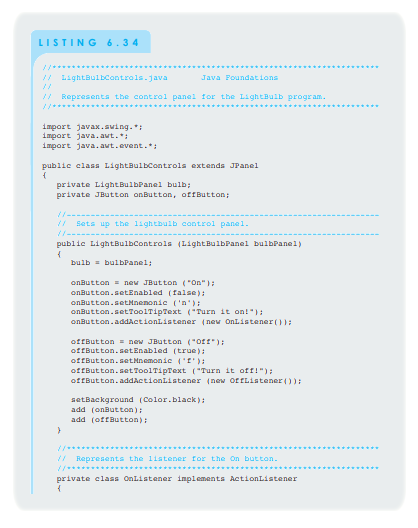 LISTING 6.34
//********************************************************************
//  LightBulbControls.java       Java Foundations
//
//  Represents the control panel for the LightBulb program.
//********************************************************************
import javax.swing.*;
import java.awt.*;
import java.awt.event.*;
public class LightBulbControls extends JPanel
{
   private LightBulbPanel bulb;
   private JButton onButton, offButton;
   //-----------------------------------------------------------------
   //  Sets up the lightbulb control panel.
   //-----------------------------------------------------------------
   public LightBulbControls (LightBulbPanel bulbPanel)
   {
      bulb = bulbPanel;
      onButton = new JButton ("On");
      onButton.setEnabled (false);
      onButton.setMnemonic ('n');
      onButton.setToolTipText ("Turn it on!");
      onButton.addActionListener (new OnListener());
      offButton = new JButton ("Off");
      offButton.setEnabled (true);
      offButton.setMnemonic ('f');
      offButton.setToolTipText ("Turn it off!");
      offButton.addActionListener (new OffListener());
      setBackground (Color.black);
      add (onButton);
      add (offButton);
   }
   //*****************************************************************
   //  Represents the listener for the On button.
   //*****************************************************************
   private class OnListener implements ActionListener
   {